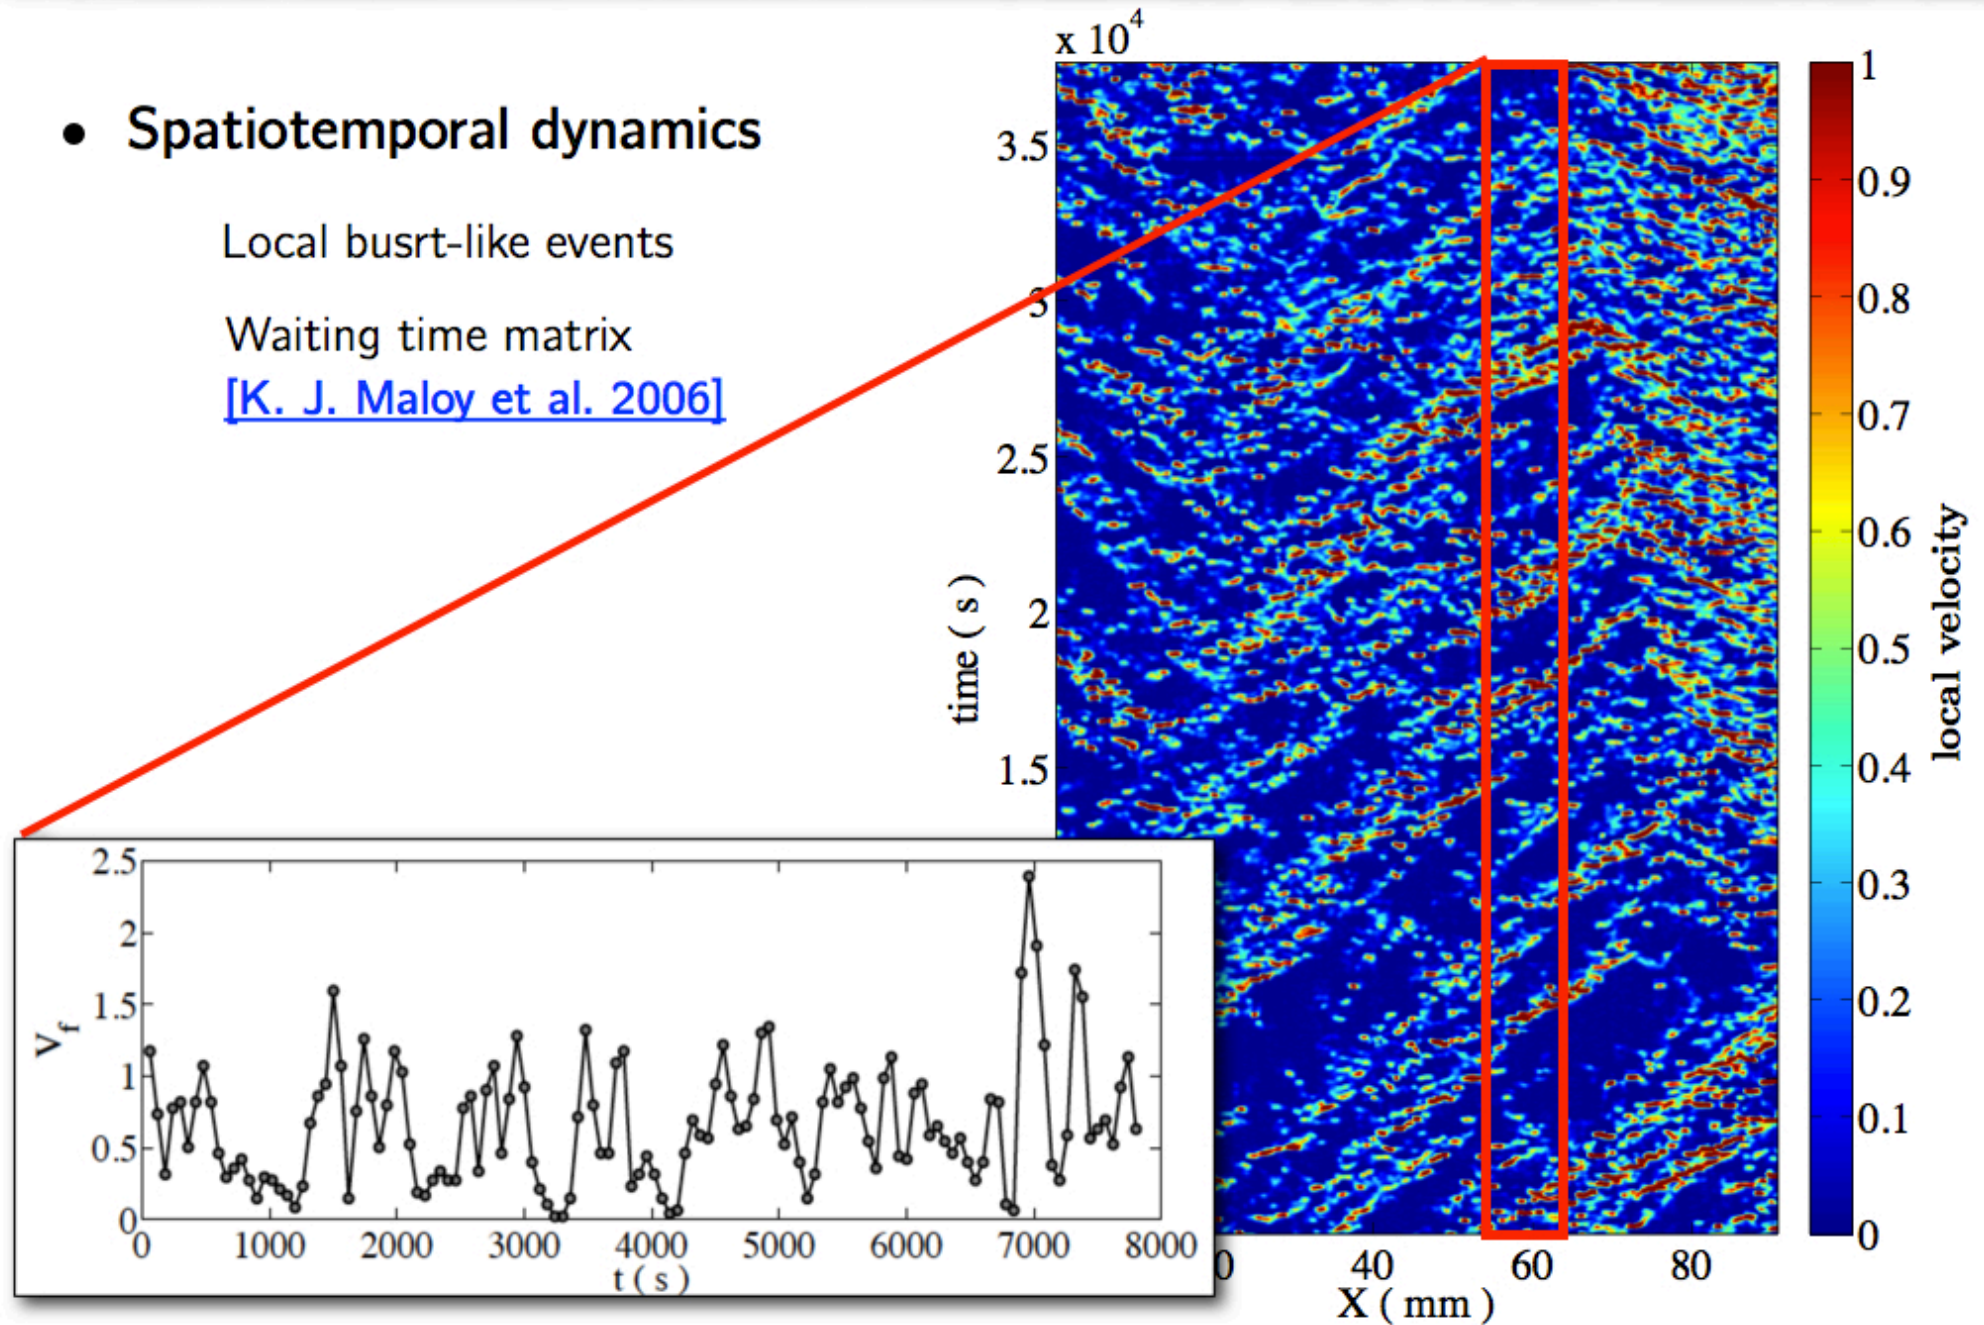 • Spatiotemporal dynamics
Local busrt-like events
Waiting time matrix
[K. J. Maloy et al. 2006]
x 10^4
3.5
3
2.5
2
1.5
time ( s )
0 40 60 80
X ( mm )
1
0.9
0.8
0.7
0.6
0.5
0.4
0.3
0.2
0.1
0
local velocity
2.5
2
1.5
1
0.5
0
V_f
0 1000 2000 3000 4000 5000 6000 7000 8000
t ( s )